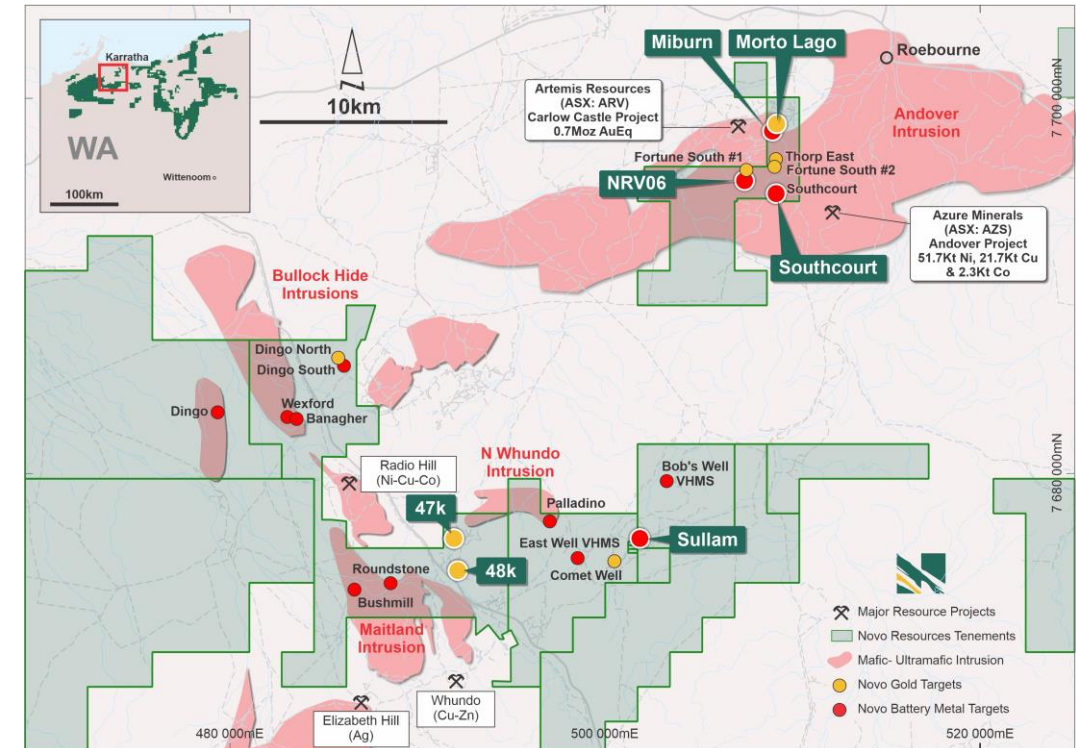 Karratha
WA
Wittenoom
100km
N
10km
Miburn
Morto Lago
Roebourne
Artemis Resources
(ASX: ARV)
Carlow Castle Project
0.7Moz AuEq
Andover
Intrusion
7 700 000mN
Fortune South #1
Thorp East
Fortune South #2
NRV06
Southcourt
Azure Minerals
(ASX: AZS)
Andover Project
51.7Kt Ni, 21.7Kt Cu
& 2.3Kt Co
Southcourt
Bullock Hide
Intrusions
Dingo North
Dingo South
Dingo
Wexford
Banagher
Radio Hill
(Ni-Cu-Co)
N Whundo
Intrusion
Bob's Well
VHMS
7 680 000mN
47k
Palladino
East Well VHMS
Sullam
48k
Comet Well
Roundstone
Bushmill
Maitland
Intrusion
Whundo
(Cu-Zn)
Elizabeth Hill
(Ag)
Major Resource Projects
Novo Resources Tenements
Mafic- Ultramafic Intrusion
Novo Gold Targets
Novo Battery Metal Targets
480 000mE
500 000mE
520 000mE